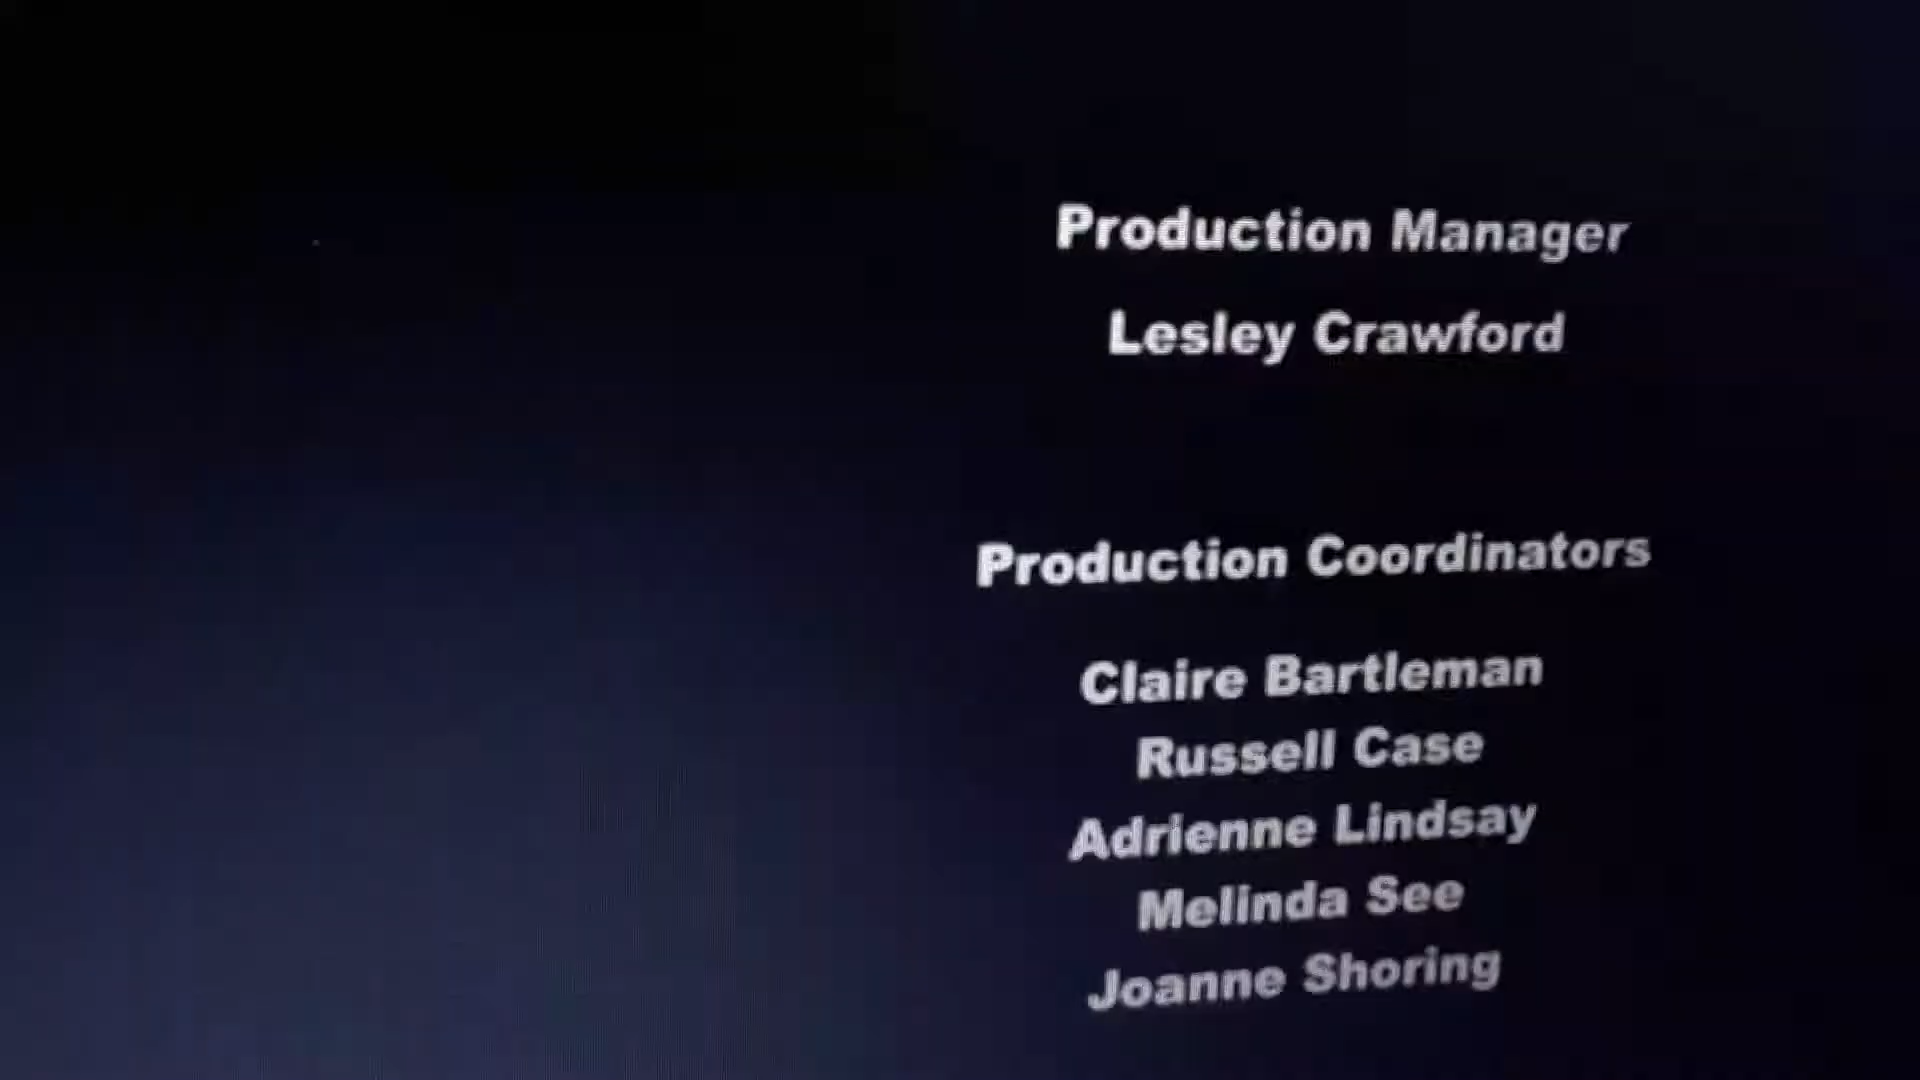 Production Manager
Lesley Crawford
Production Coordinators
Claire Bartleman
Russell Case
Adrienne Lindsay
Melinda See
Joanne Shoring